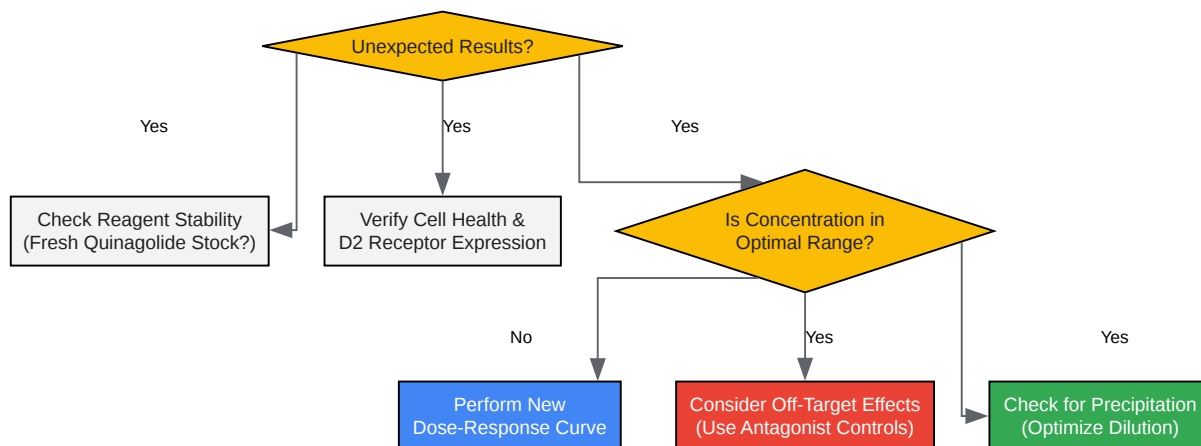 Unexpected Results?
Yes
Yes
Yes
Check Reagent Stability
(Fresh Quinagolide Stock?)
Verify Cell Health &
D2 Receptor Expression
Is Concentration in
Optimal Range?
No
Yes
Yes
Perform New
Dose-Response Curve
Consider Off-Target Effects
(Use Antagonist Controls)
Check for Precipitation
(Optimize Dilution)